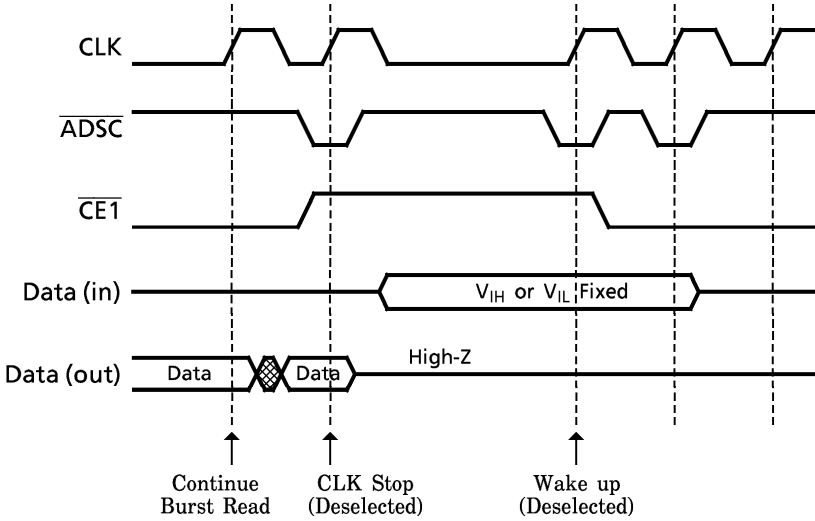 CLK
ADSC
CE1
Data (in)
VIH or VIL Fixed
Data (out)
Data
Data
High-Z
Continue
Burst Read
CLK Stop
(Deselected)
Wake up
(Deselected)